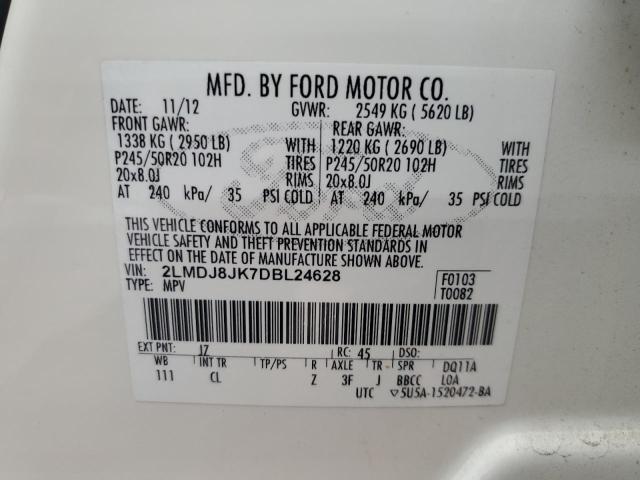 MFD. BY FORD MOTOR CO.
DATE: 11/12 GVWR: 2549 KG ( 5620 LB)
FRONT GAWR: REAR GAWR:
1338 KG ( 2950 LB) WITH 1220 KG ( 2690 LB) WITH
P245/50R20 102H TIRES P245/50R20 102H TIRES
20x8.0J RIMS 20x8.0J RIMS
AT 240 kPa/ 35 PSI COLD AT 240 kPa/ 35 PSI COLD
THIS VEHICLE CONFORMS TO ALL APPLICABLE FEDERAL MOTOR
VEHICLE SAFETY AND THEFT PREVENTION STANDARDS IN
EFFECT ON THE DATE OF MANUFACTURE SHOWN ABOVE.
VIN: 2LMDJ8JK7DBL24628 F0103
TYPE: MPV T0082
EXT PNT: JZ RC: 45 DSO:
WB INT TR TP/PS R AXLE TR SPR DQ11A
111 CL Z 3F J BBCC LOA
UTC ▽5U5A-1520472-BA